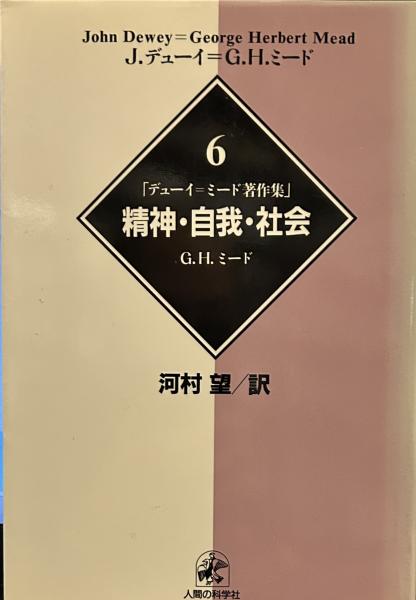 John Dewey=George Herbert Mead
J.デューイ=G.H.ミード
6
「デューイ=ミード著作集」
精神・自我・社会
G.H.ミード
河村 望/訳
人間の科学社